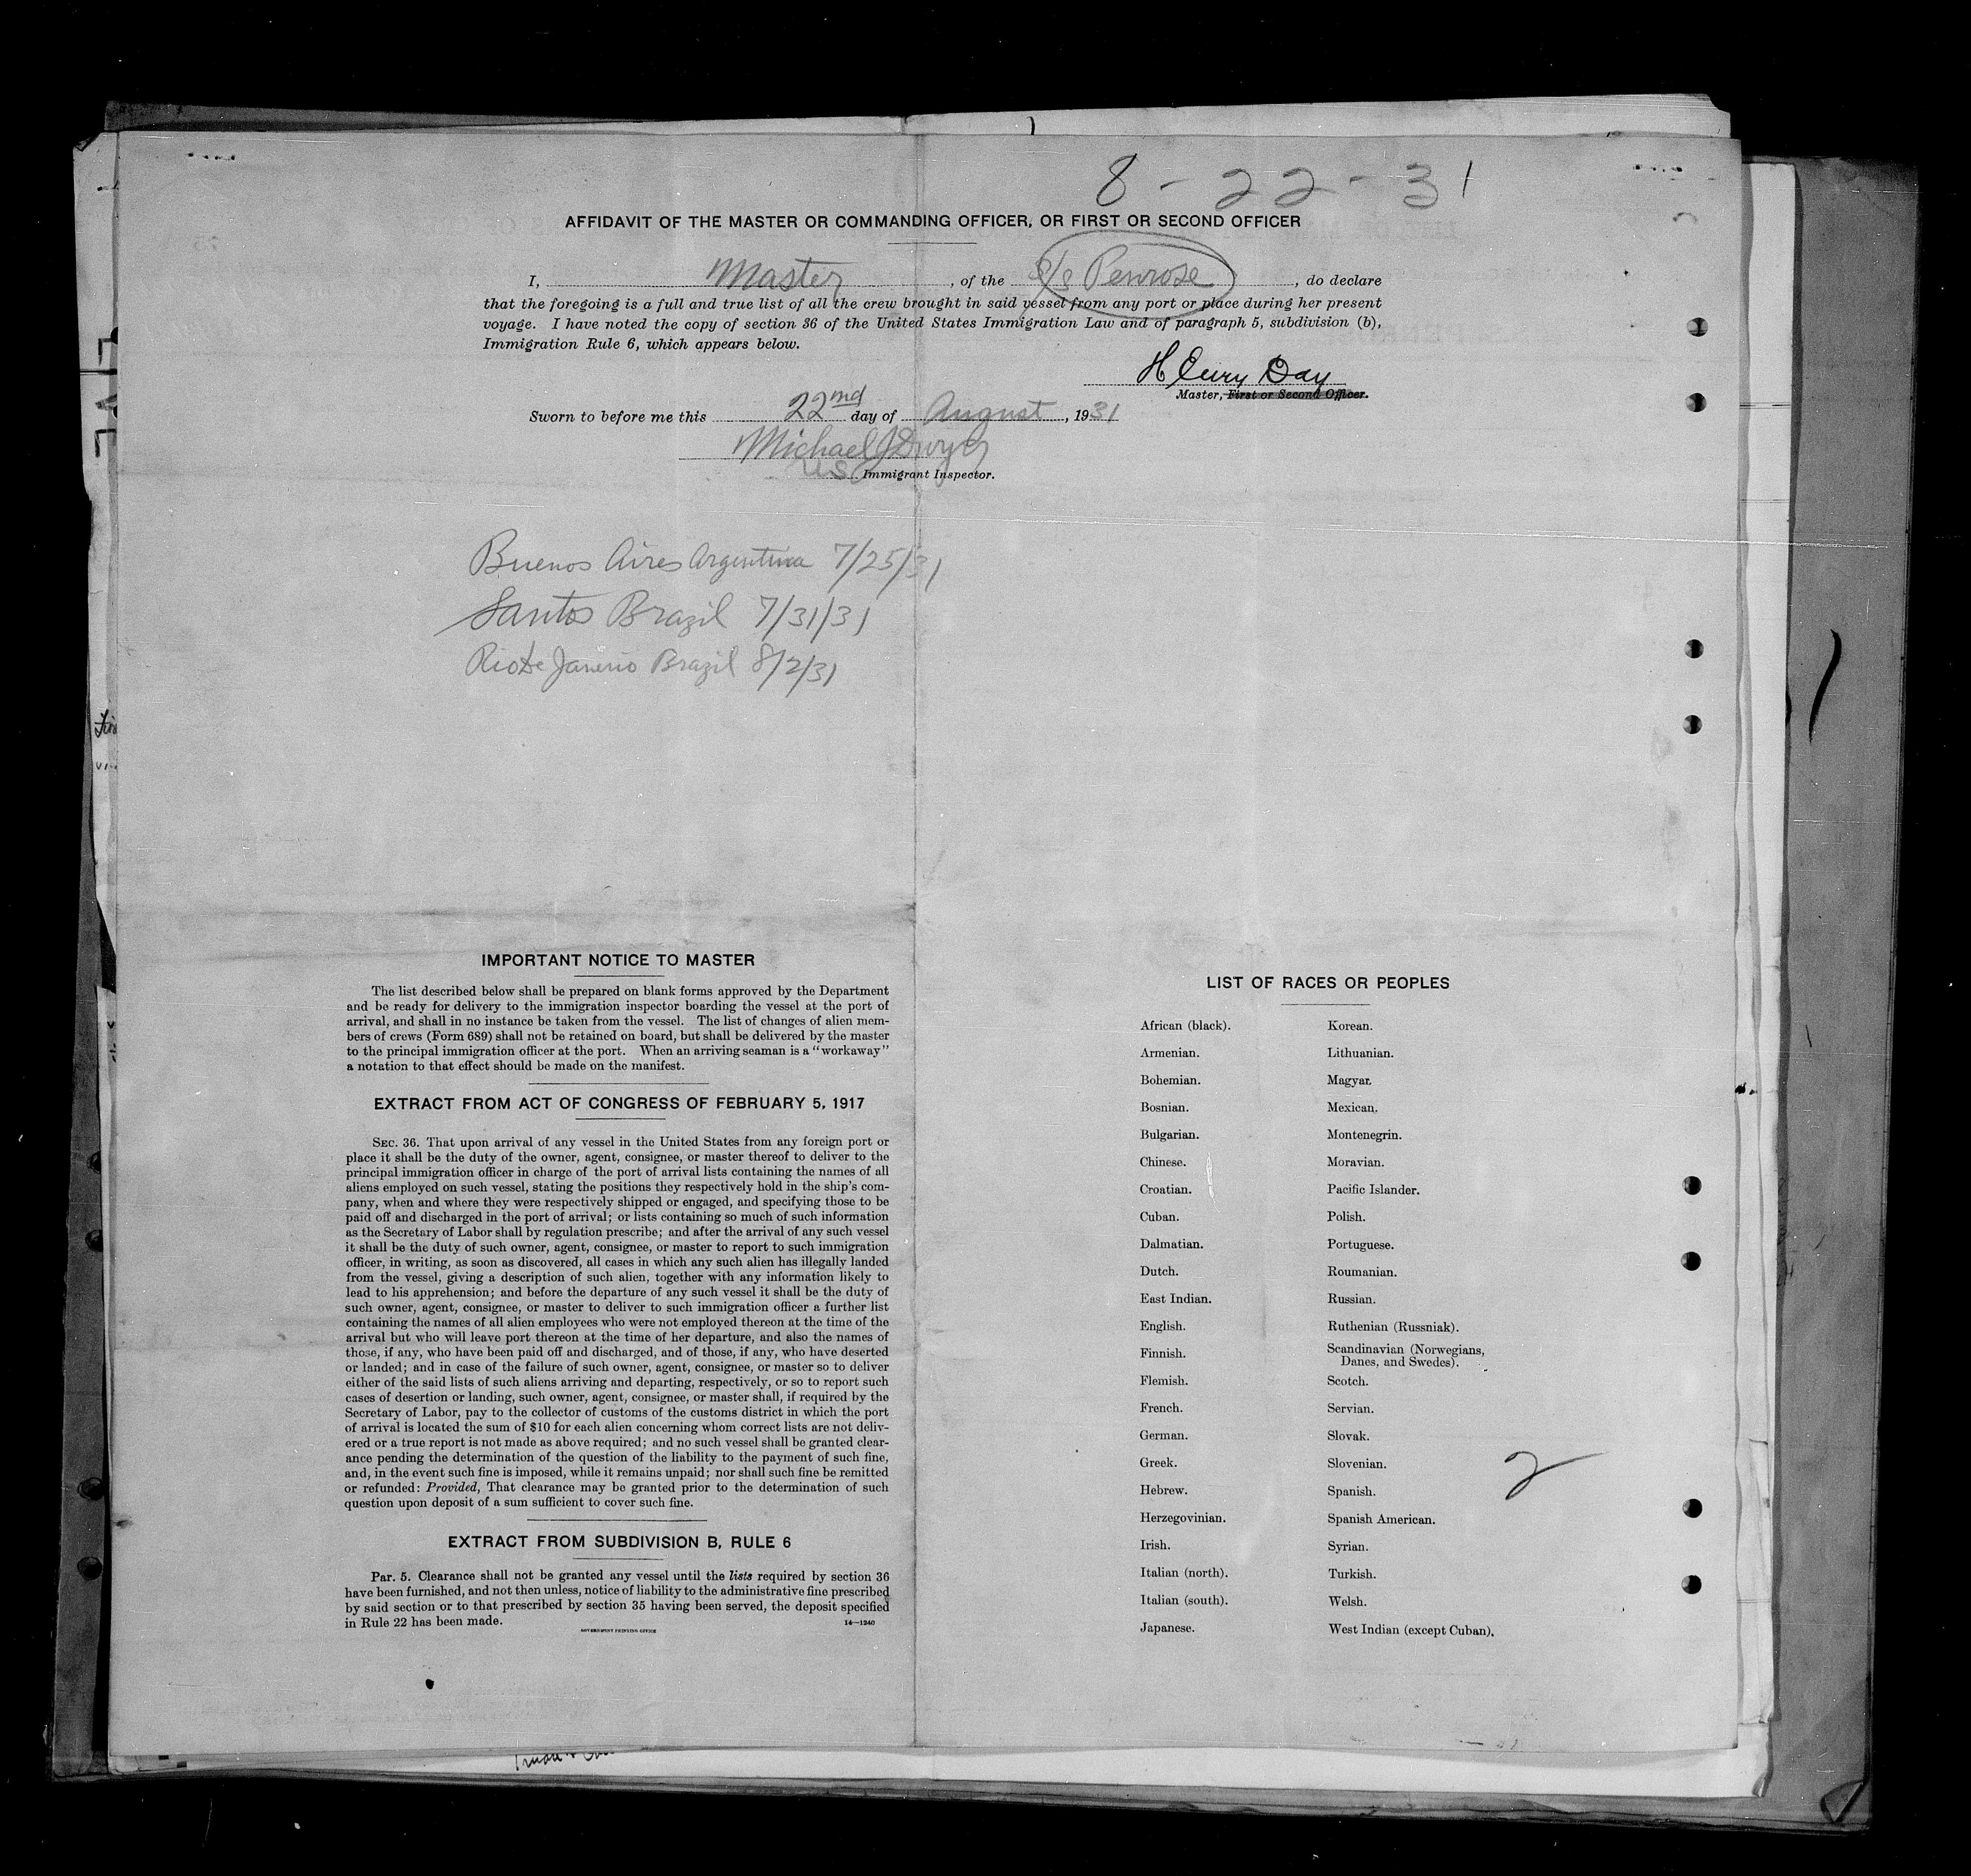 8-22-31
AFFIDAVIT OF THE MASTER OR COMMANDING OFFICER, OR FIRST OR SECOND OFFICER
I, Master, of the S/S Penrose, do declare
that the foregoing is a full and true list of all the crew brought in said vessel from any port or place during her present
voyage. I have noted the copy of section 36 of the United States Immigration Law and of paragraph 5, subdivision (b),
Immigration Rule 6, which appears below.
Day
Master, First or Second Officer.
Sworn to before me this 22nd day of August, 1931
Michael J Dwyer
US Immigrant Inspector.
Buenos Aires Argentina 7/25/31
Santos Brazil 7/31/31
Rio de Janerio Brazil 8/2/31
IMPORTANT NOTICE TO MASTER
The list described below shall be prepared on blank forms approved by the Department
and be ready for delivery to the immigration inspector boarding the vessel at the port of
arrival, and shall in no instance be taken from the vessel. The list of changes of alien mem-
bers of crews (Form 689) shall not be retained on board, but shall be delivered by the master
to the principal immigration officer at the port. When an arriving seaman is a "workaway"
a notation to that effect should be made on the manifest.
EXTRACT FROM ACT OF CONGRESS OF FEBRUARY 5, 1917
SEC. 36. That upon arrival of any vessel in the United States from any foreign port or
place it shall be the duty of the owner, agent, consignee, or master thereof to deliver to the
principal immigration officer in charge of the port of arrival lists containing the names of all
aliens employed on such vessel, stating the positions they respectively hold in the ship's com-
pany, when and where they were respectively shipped or engaged, and specifying those to be
paid off and discharged in the port of arrival; or lists containing so much of such information
as the Secretary of Labor shall by regulation prescribe; and after the arrival of any such vessel
it shall be the duty of such owner, agent, consignee, or master to report to such immigration
officer, in writing, as soon as discovered, all cases in which any such alien has illegally landed
from the vessel, giving a description of such alien, together with any information likely to
lead to his apprehension; and before the departure of any such vessel it shall be the duty of
such owner, agent, consignee, or master to deliver to such immigration officer a further list
containing the names of all alien employees who were not employed thereon at the time of the
arrival but who will leave port thereon at the time of her departure, and also the names of
those, if any, who have been paid off and discharged, and of those, if any, who have deserted
or landed; and in case of the failure of such owner, agent, consignee, or master so to deliver
either of the said lists of such aliens arriving and departing, respectively, or so to report such
cases of desertion or landing, such owner, agent, consignee, or master shall, if required by the
Secretary of Labor, pay to the collector of customs of the customs district in which the port
of arrival is located the sum of $10 for each alien concerning whom correct lists are not deliv-
ered or a true report is not made as above required; and no such vessel shall be granted clear-
ance pending the determination of the question of the liability to the payment of such fine,
and, in the event such fine is imposed, while it remains unpaid; nor shall such fine be remitted
or refunded: Provided, That clearance may be granted prior to the determination of such
question upon deposit of a sum sufficient to cover such fine.
EXTRACT FROM SUBDIVISION B, RULE 6
Par. 5. Clearance shall not be granted any vessel until the lists required by section 36
have been furnished, and not then unless, notice of liability to the administrative fine prescribed
by said section or to that prescribed by section 35 having been served, the deposit specified
in Rule 22 has been made.
14—1240
GOVERNMENT PRINTING OFFICE
LIST OF RACES OR PEOPLES
African (black).
Armenian.
Bohemian.
Bosnian.
Bulgarian.
Chinese.
Croatian.
Cuban.
Dalmatian.
Dutch.
East Indian.
English.
Finnish.
Flemish.
French.
German.
Greek.
Hebrew.
Herzegovinian.
Irish.
Italian (north).
Italian (south).
Japanese.
Korean.
Lithuanian.
Magyar.
Mexican.
Montenegrin.
Moravian.
Pacific Islander.
Polish.
Portuguese.
Roumanian.
Russian.
Ruthenian (Russniak).
Scandinavian (Norwegians,
Danes, and Swedes).
Scotch.
Servian.
Slovak.
Slovenian.
Spanish.
Spanish American.
Syrian.
Turkish.
Welsh.
West Indian (except Cuban).
2